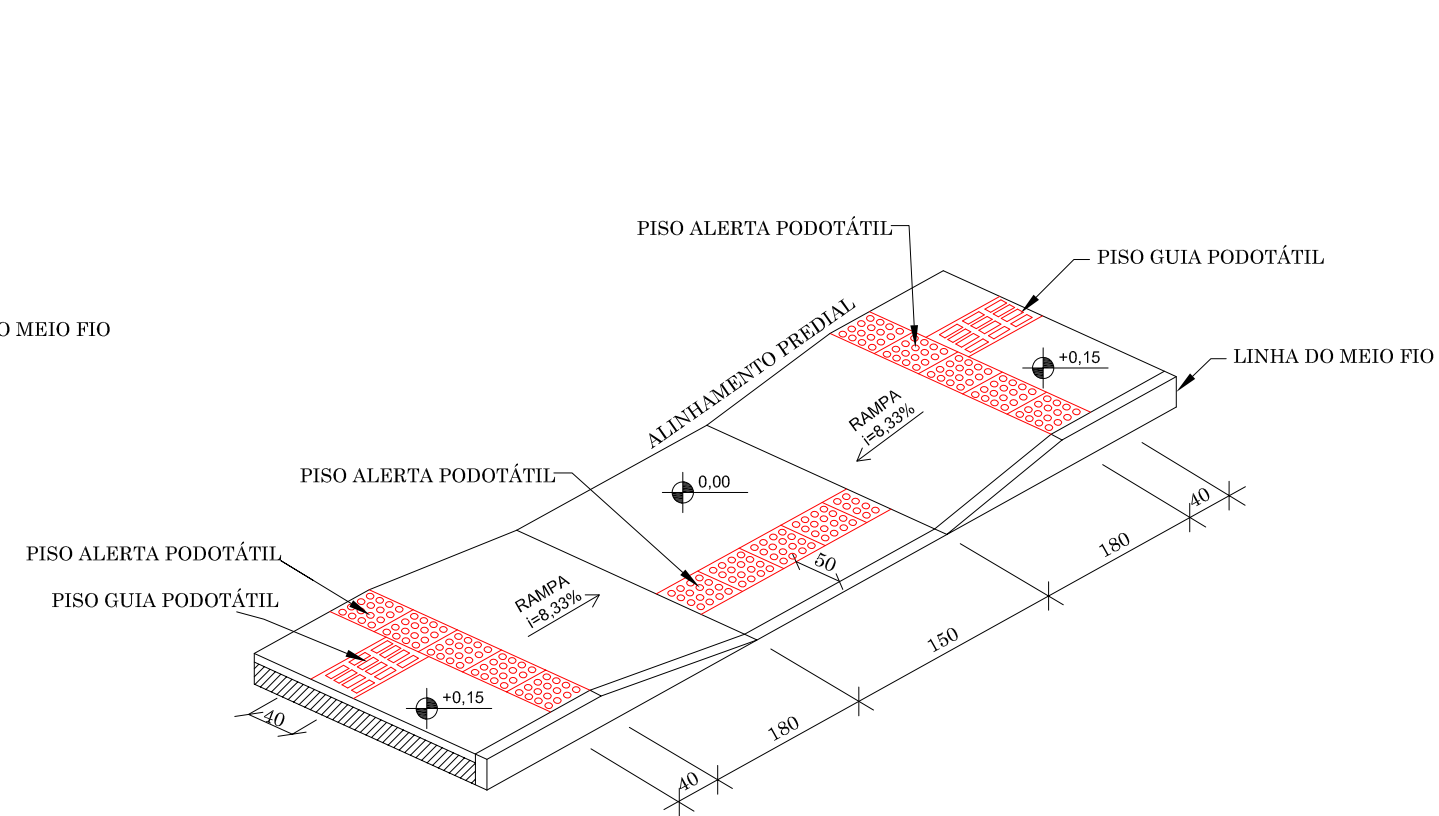 PISO ALERTA PODOTÁTIL
PISO GUIA PODOTÁTIL
O MEIO FIO
ALINHAMENTO PREDIAL
+0,15
LINHA DO MEIO FIO
RAMPA
i=8,33%
PISO ALERTA PODOTÁTIL
0,00
40
180
PISO ALERTA PODOTÁTIL
50
PISO GUIA PODOTÁTIL
RAMPA
i=8,33%
150
+0,15
40
180
40